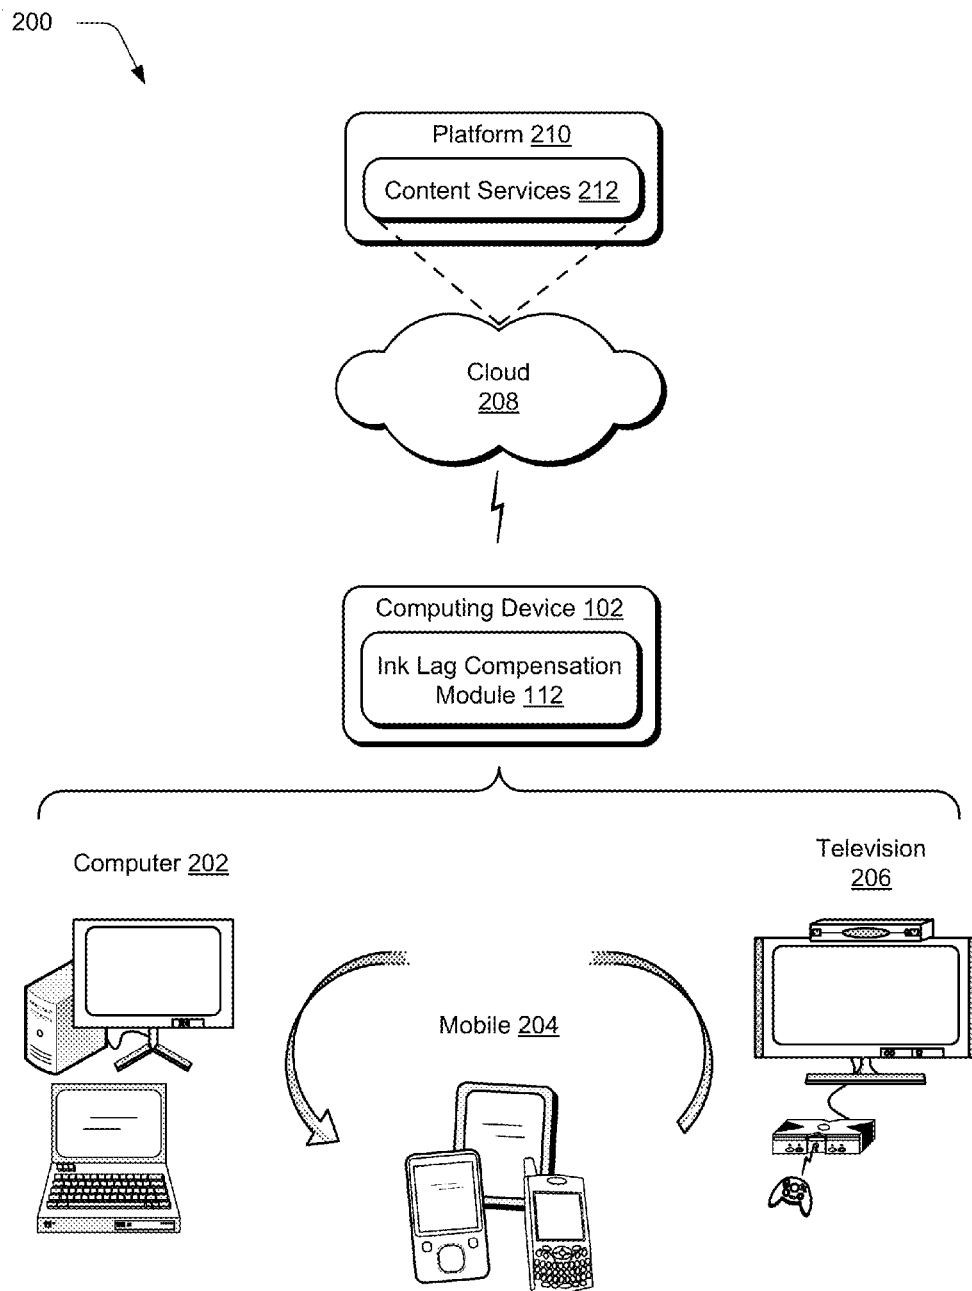 200
Platform 210
Content Services 212
Cloud
208
Computing Device 102
Ink Lag Compensation
Module 112
Computer 202
Television
206
Mobile 204